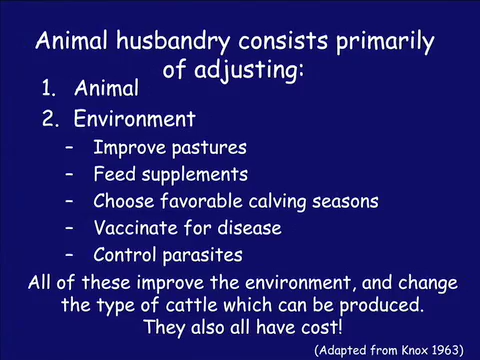 Animal husbandry consists primarily
of adjusting:
1. Animal
2. Environment
– Improve pastures
– Feed supplements
– Choose favorable calving seasons
– Vaccinate for disease
– Control parasites
All of these improve the environment, and change
the type of cattle which can be produced.
They also all have cost!
(Adapted from Knox 1963)